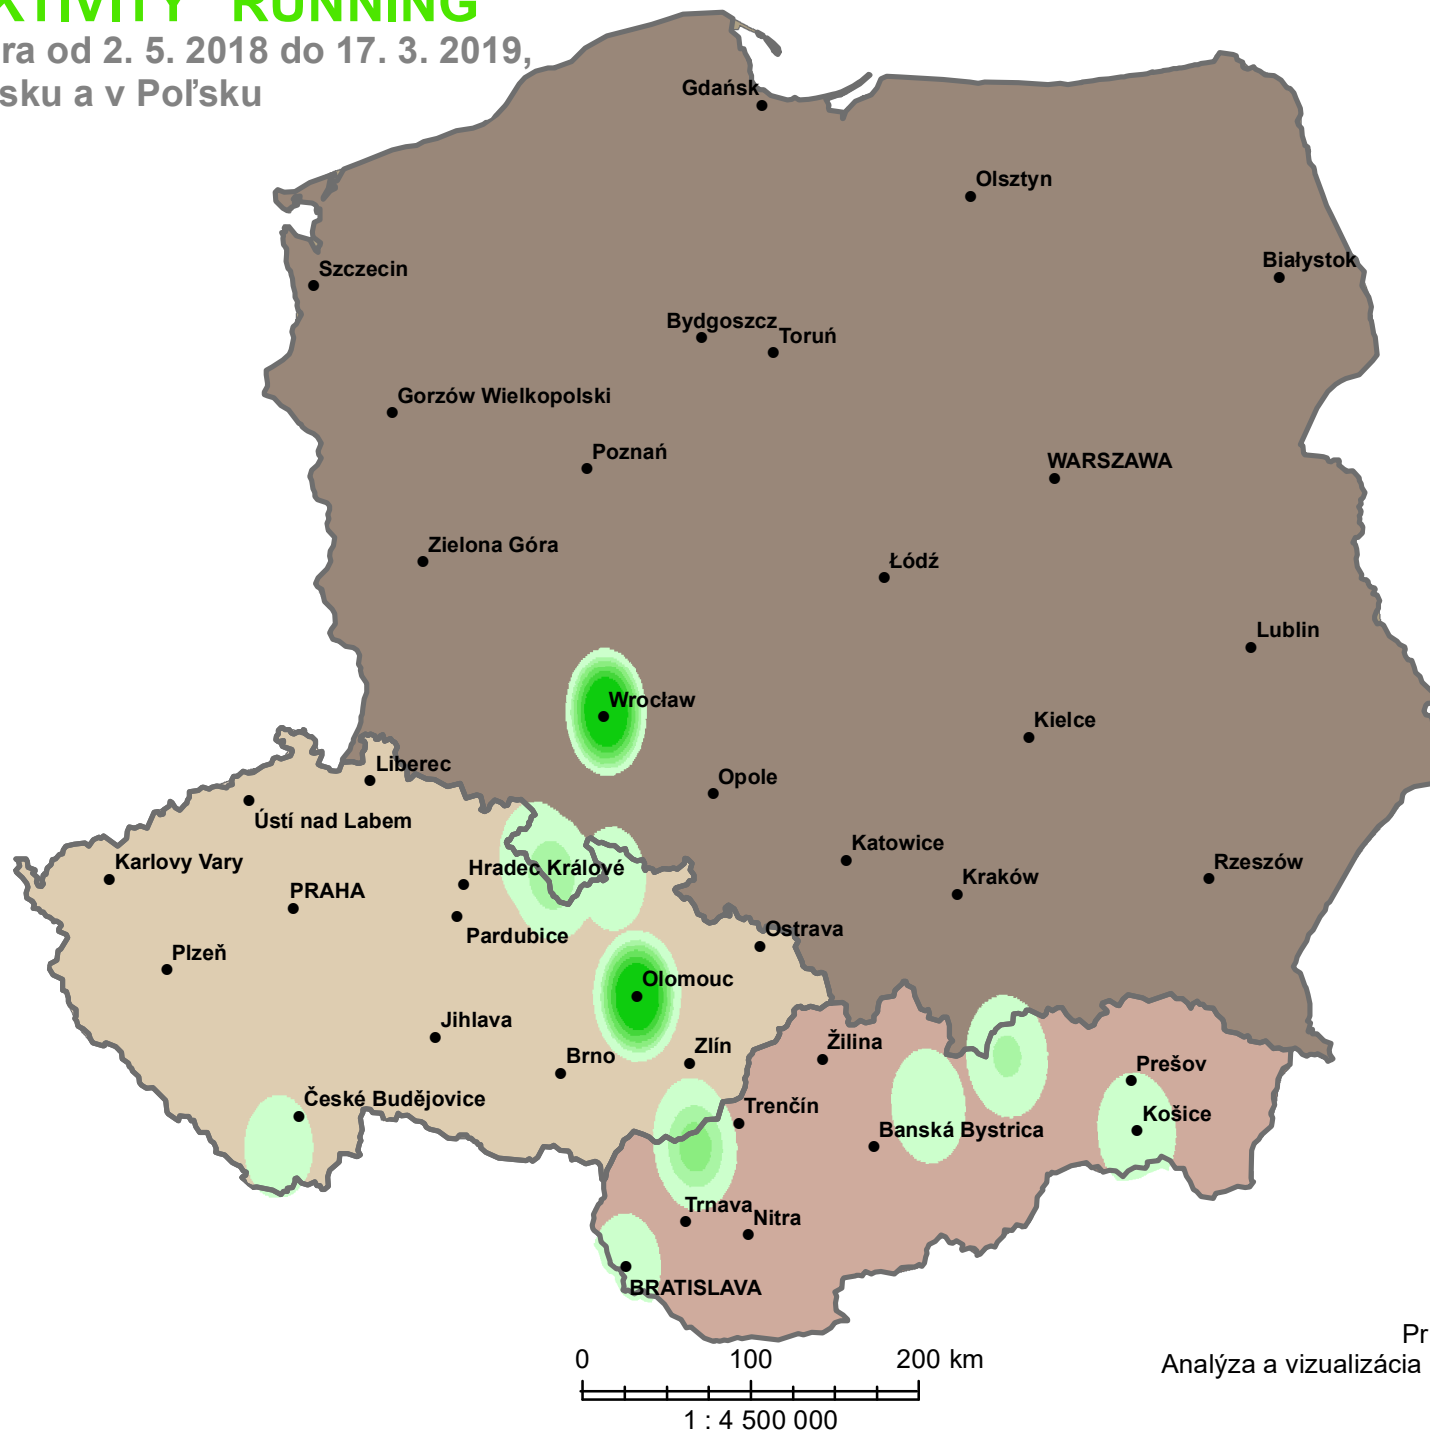 KTIVITY "RUNNING"
ra od 2. 5. 2018 do 17. 3. 2019,
sku a v Poľsku
Gdańsk
Olsztyn
Białystok
Szczecin
Bydgoszcz
Toruń
Gorzów Wielkopolski
Poznań
WARSZAWA
Zielona Góra
Łódź
Lublin
Wrocław
Kielce
Liberec
Opole
Ústí nad Labem
Katowice
Karlovy Vary
Hradec Králové
Rzeszów
PRAHA
Kraków
Pardubice
Ostrava
Plzeň
Olomouc
Jihlava
Brno
Zlín
Žilina
Prešov
České Budějovice
Trenčín
Košice
Banská Bystrica
Trnava
Nitra
BRATISLAVA
Pr
Analýza a vizualizácia
0 100 200 km
1 : 4 500 000